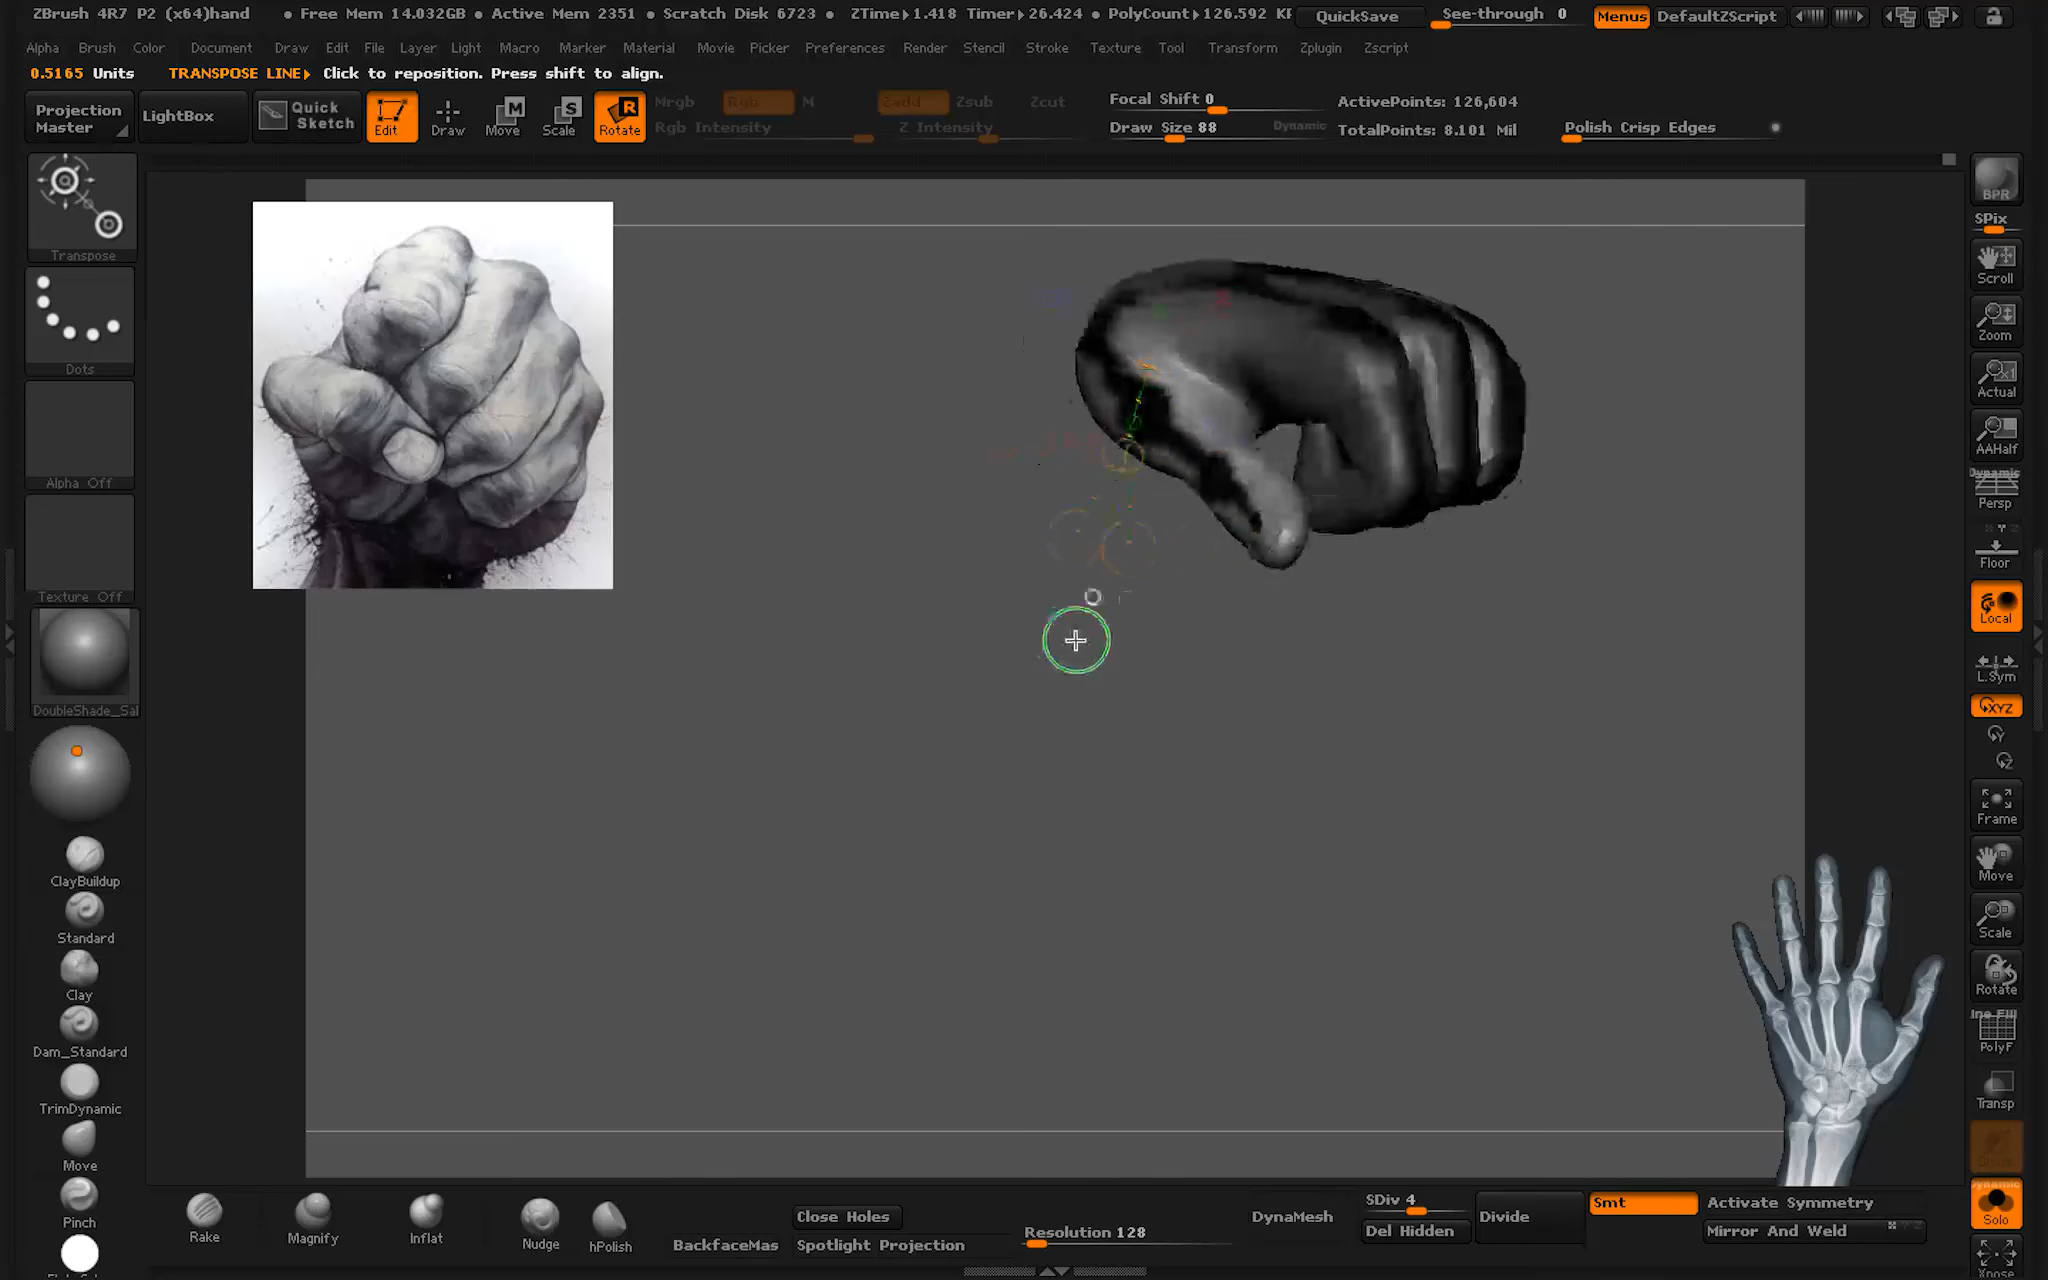 ZBrush 4R7 P2 (x64)hand • Free Mem 14.032GB • Active Mem 2351 • Scratch Disk 6723 • ZTime▸1.418 Timer▸26.424 • PolyCount▸126.592 KP QuickSave See-through 0 Menus DefaultZScript
Alpha Brush Color Document Draw Edit File Layer Light Macro Marker Material Movie Picker Preferences Render Stencil Stroke Texture Tool Transform Zplugin Zscript
0.5165 Units TRANSPOSE LINE▸ Click to reposition. Press shift to align.
Projection Master
LightBox
Quick Sketch
Edit
Draw
Move
Scale
Rotate
Mrgb Rgb M Zadd Zsub Zcut
Rgb Intensity Z Intensity
Focal Shift 0
Draw Size 88 Dynamic
ActivePoints: 126,604
TotalPoints: 8.101 Mil
Polish Crisp Edges
Transpose
Dots
Alpha Off
Texture Off
DoubleShade_Sal
ClayBuildup
Standard
Clay
Dam_Standard
TrimDynamic
Move
Pinch
BPR
SPix
Scroll
Zoom
Actual
AAHalf
Dynamic
Persp
Floor
Local
L.Sym
XYZ
Frame
Move
Scale
Rotate
Line Fill
PolyF
Transp
Dynamic
Solo
Xpose
Rake
Magnify
Inflat
Nudge
hPolish
BackfaceMas
Close Holes
Spotlight Projection
Resolution 128
DynaMesh
SDiv 4
Del Hidden
Divide
Smt
Activate Symmetry
Mirror And Weld